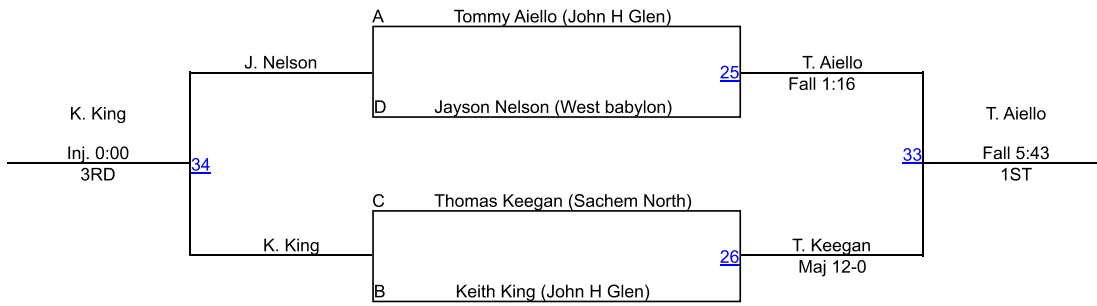 A Tommy Aiello (John H Glen)
J. Nelson
25 T. Aiello
Fall 1:16
D Jayson Nelson (West babylon)
K. King
T. Aiello
Inj. 0:00
34
33
Fall 5:43
3RD
1ST
C Thomas Keegan (Sachem North)
K. King
26 T. Keegan
Maj 12-0
B Keith King (John H Glen)